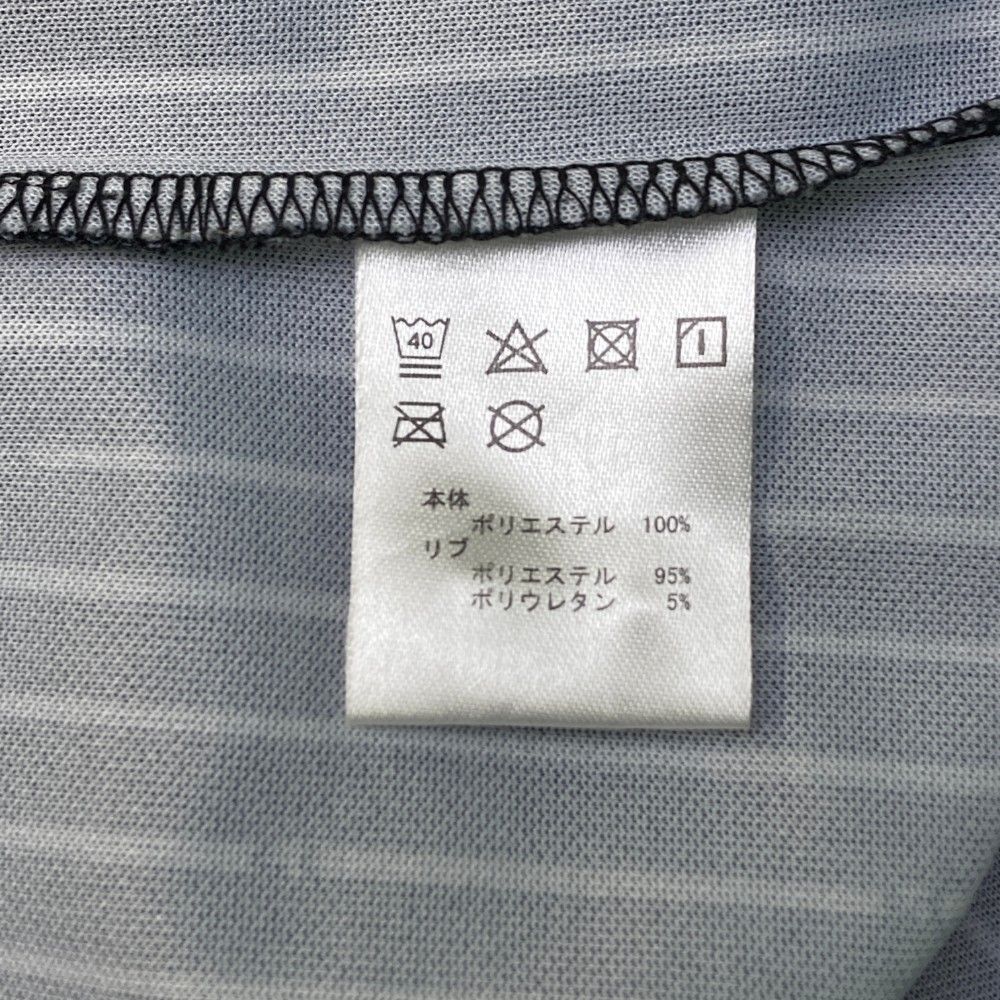 40
本体
ポリエステル 100%
リブ
ポリエステル 95%
ポリウレタン 5%